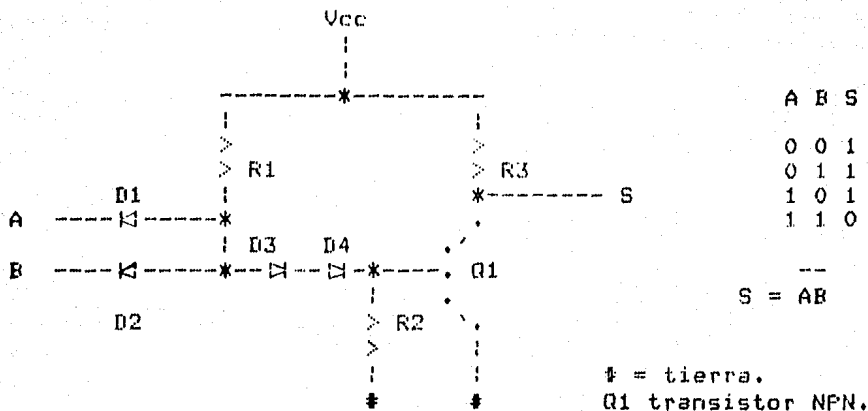 Vcc
A B S
0 0 1
R1 R3 0 1 1
D1 S 1 0 1
A 1 1 0
D3 D4
B Q1
S = AB
D2 R2
# = tierra.
Q1 transistor NPN.